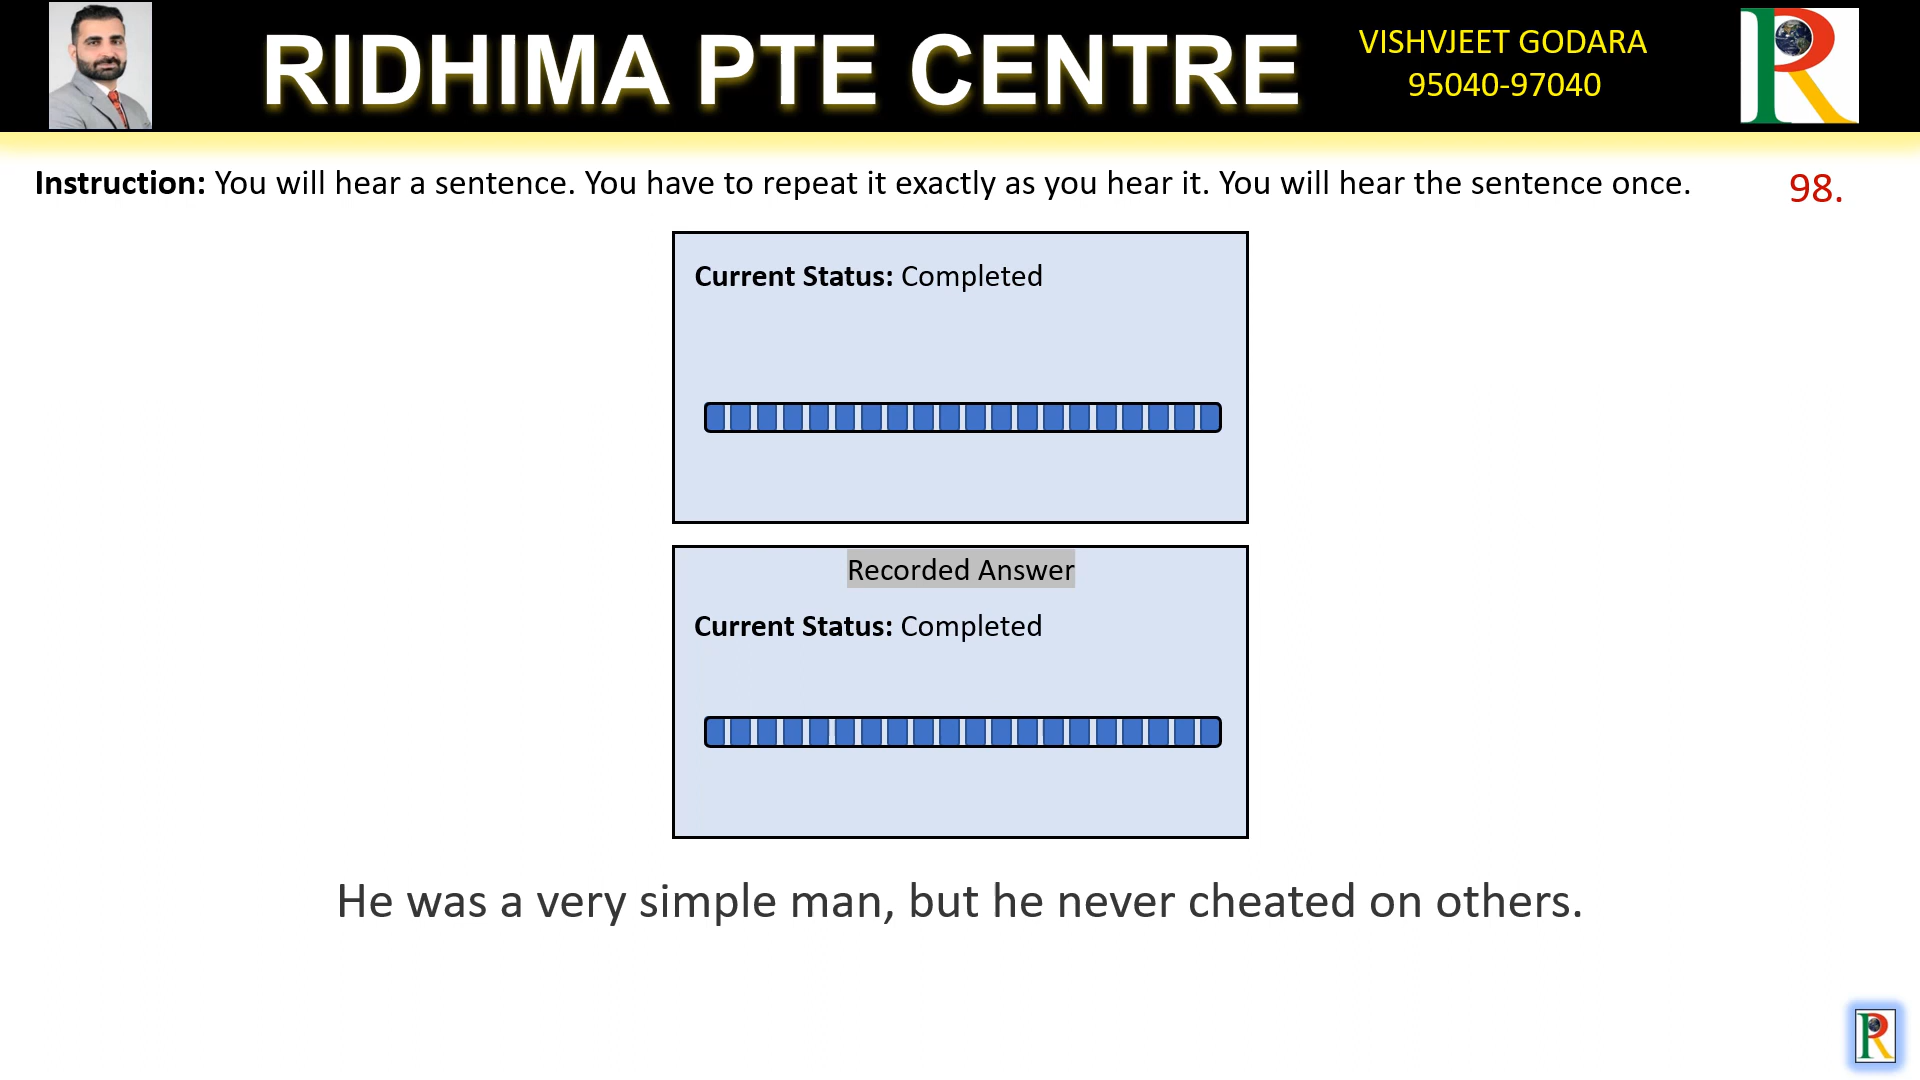 RIDHIMA PTE CENTRE
VISHVJEET GODARA
95040-97040
R
Instruction: You will hear a sentence. You have to repeat it exactly as you hear it. You will hear the sentence once.
98.
Current Status: Completed
Recorded Answer
Current Status: Completed
He was a very simple man, but he never cheated on others.
R